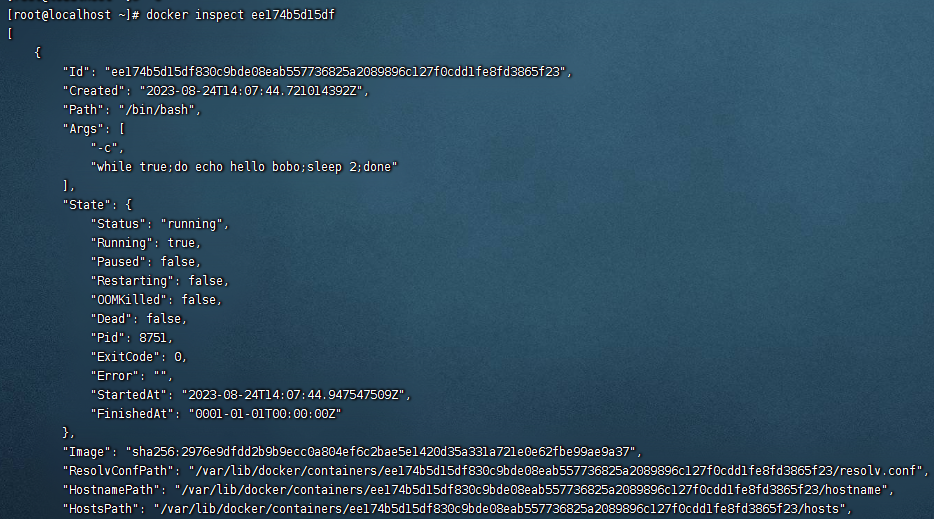 [root@localhost ~]# docker inspect ee174b5d15df
[
    {
        "Id": "ee174b5d15df830c9bde08eab557736825a2089896c127f0cdd1fe8fd3865f23",
        "Created": "2023-08-24T14:07:44.721014392Z",
        "Path": "/bin/bash",
        "Args": [
            "-c",
            "while true;do echo hello bobo;sleep 2;done"
        ],
        "State": {
            "Status": "running",
            "Running": true,
            "Paused": false,
            "Restarting": false,
            "OOMKilled": false,
            "Dead": false,
            "Pid": 8751,
            "ExitCode": 0,
            "Error": "",
            "StartedAt": "2023-08-24T14:07:44.947547509Z",
            "FinishedAt": "0001-01-01T00:00:00Z"
        },
        "Image": "sha256:2976e9dfdd2b9b9ecc0a804ef6c2bae5e1420d35a331a721e0e62fbe99ae9a37",
        "ResolvConfPath": "/var/lib/docker/containers/ee174b5d15df830c9bde08eab557736825a2089896c127f0cdd1fe8fd3865f23/resolv.conf",
        "HostnamePath": "/var/lib/docker/containers/ee174b5d15df830c9bde08eab557736825a2089896c127f0cdd1fe8fd3865f23/hostname",
        "HostsPath": "/var/lib/docker/containers/ee174b5d15df830c9bde08eab557736825a2089896c127f0cdd1fe8fd3865f23/hosts",